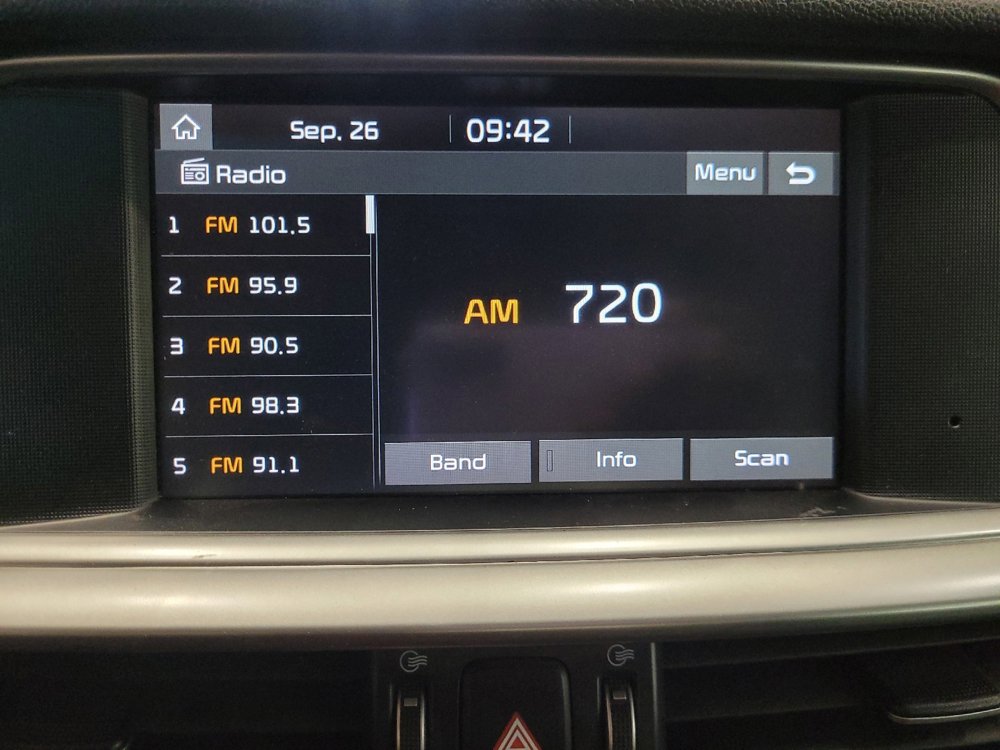 Sep. 26 09:42
Radio Menu
1 FM 101.5
2 FM 95.9
3 FM 90.5
4 FM 98.3
5 FM 91.1
AM 720
Band Info Scan